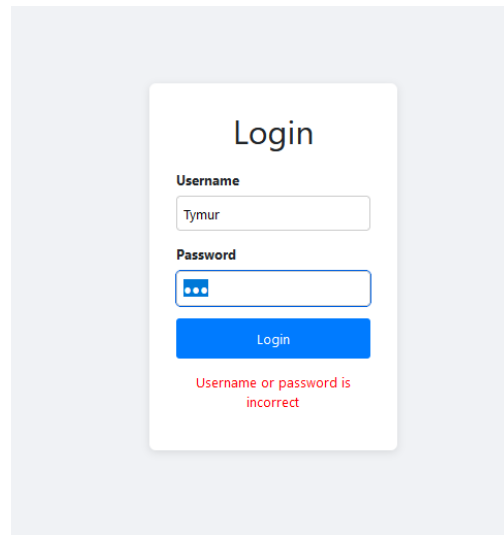 Login
Username
Tymur
Password
•••
Login
Username or password is
incorrect